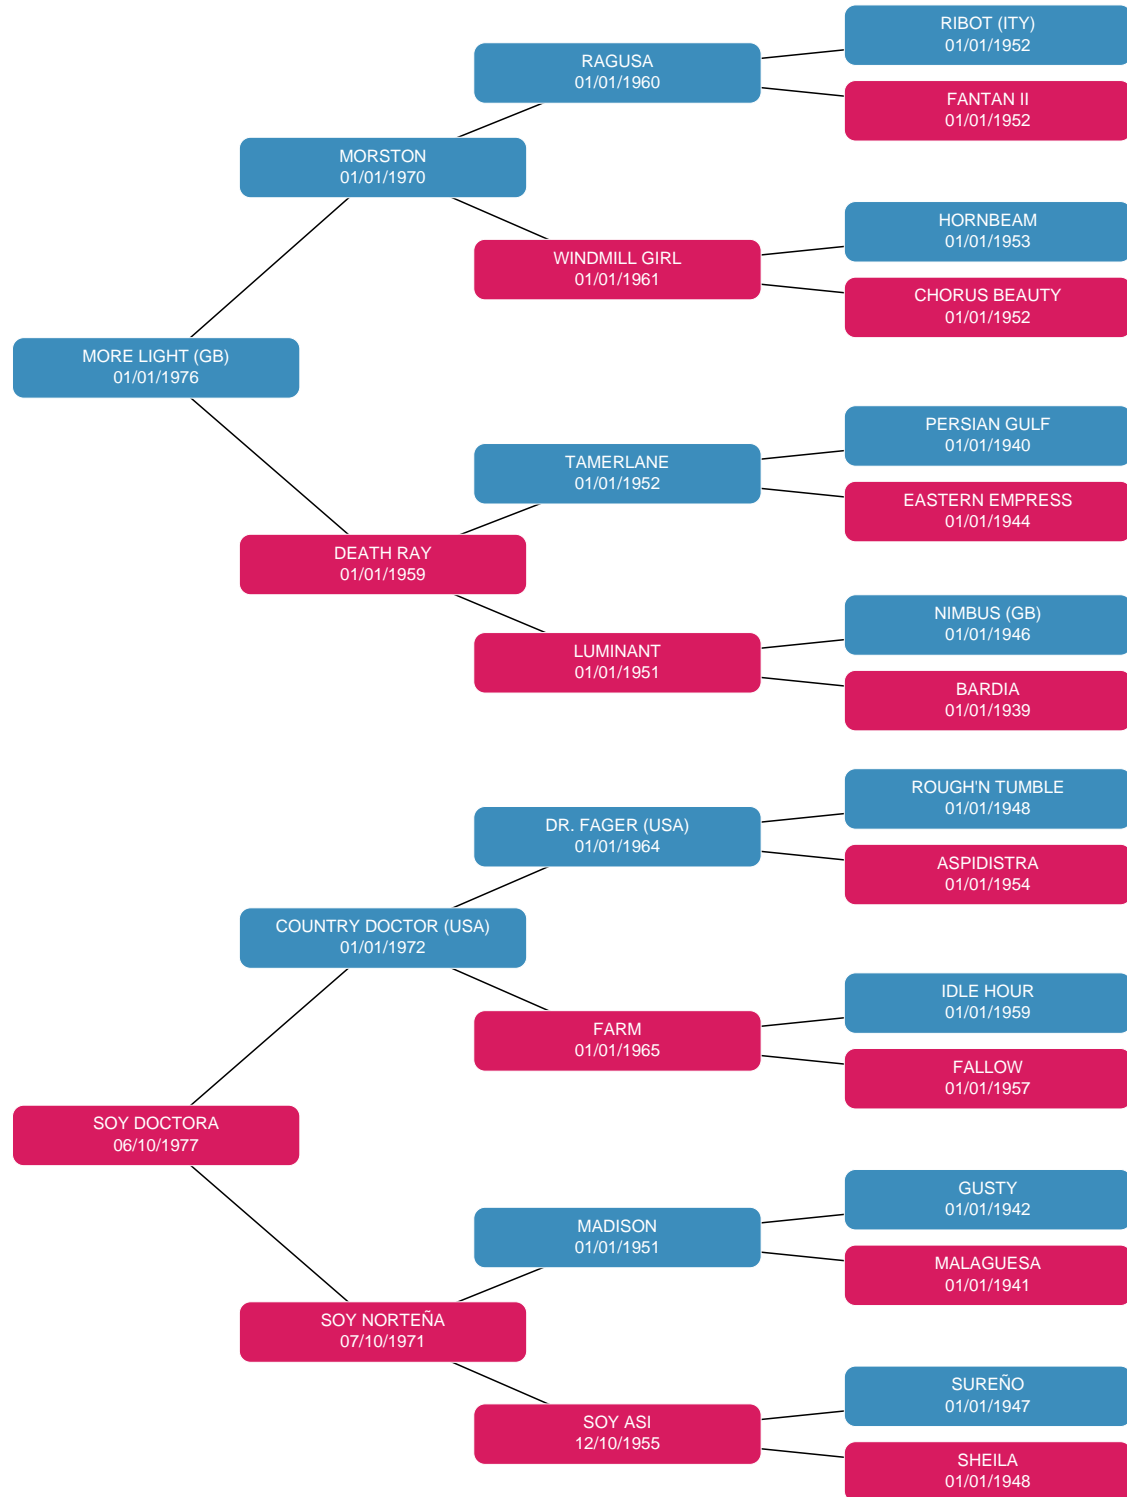 RIBOT (ITY)
01/01/1952
RAGUSA
01/01/1960
FANTAN II
01/01/1952
MORSTON
01/01/1970
HORNBEAM
01/01/1953
WINDMILL GIRL
01/01/1961
CHORUS BEAUTY
01/01/1952
MORE LIGHT (GB)
01/01/1976
PERSIAN GULF
01/01/1940
TAMERLANE
01/01/1952
EASTERN EMPRESS
01/01/1944
DEATH RAY
01/01/1959
NIMBUS (GB)
01/01/1946
LUMINANT
01/01/1951
BARDIA
01/01/1939
ROUGH'N TUMBLE
01/01/1948
DR. FAGER (USA)
01/01/1964
ASPIDISTRA
01/01/1954
COUNTRY DOCTOR (USA)
01/01/1972
IDLE HOUR
01/01/1959
FARM
01/01/1965
FALLOW
01/01/1957
SOY DOCTORA
06/10/1977
GUSTY
01/01/1942
MADISON
01/01/1951
MALAGUESA
01/01/1941
SOY NORTEÑA
07/10/1971
SUREÑO
01/01/1947
SOY ASI
12/10/1955
SHEILA
01/01/1948